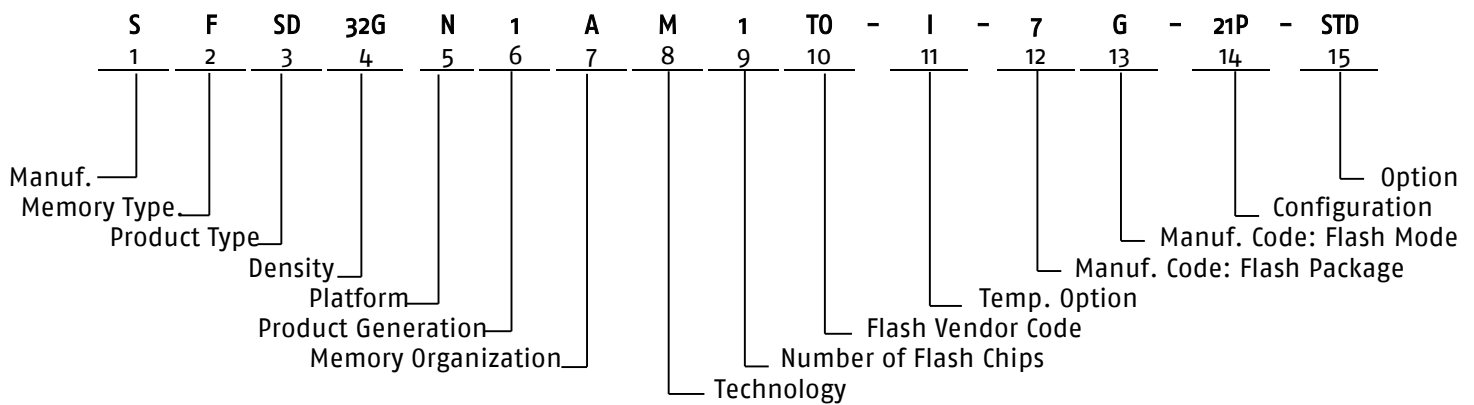 S F SD 32G N 1 A M 1 TO - I - 7 G - 21P - STD
1 2 3 4 5 6 7 8 9 10 11 12 13 14 15
Manuf. Option
Memory Type. Configuration
Product Type Manuf. Code: Flash Mode
Density Manuf. Code: Flash Package
Platform Temp. Option
Product Generation Flash Vendor Code
Memory Organization Number of Flash Chips
Technology